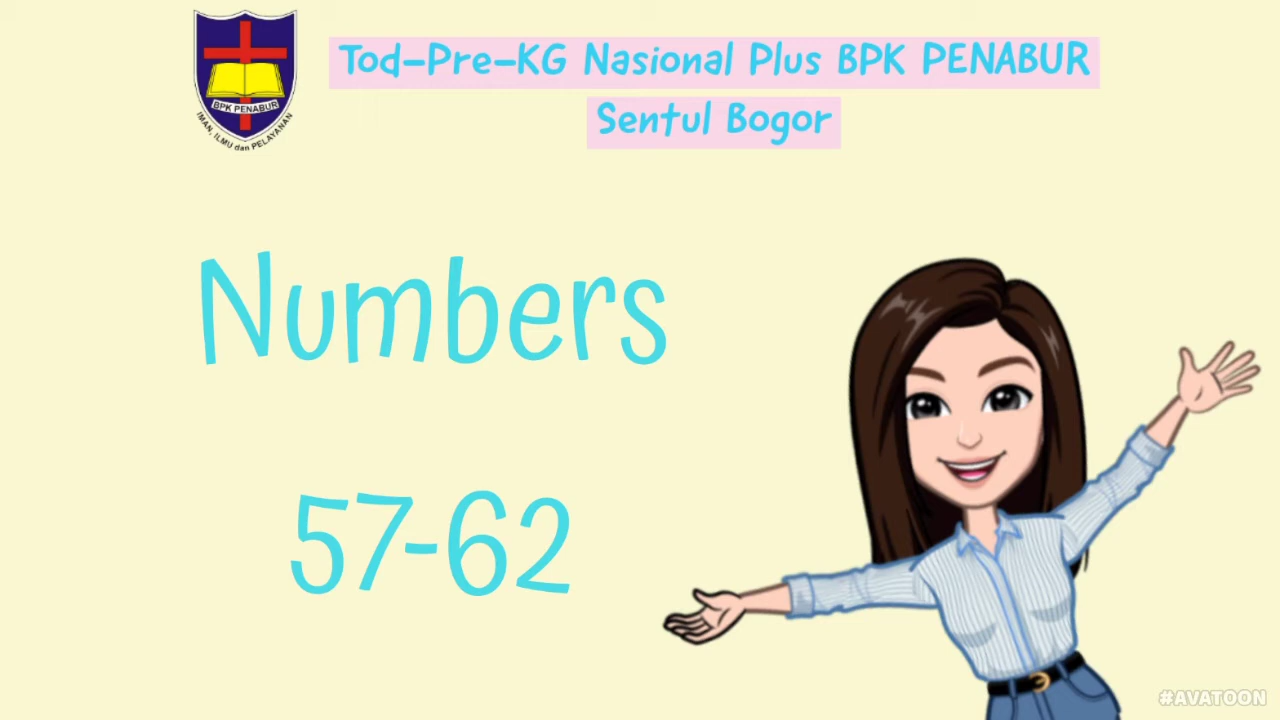 Tod-Pre-KG Nasional Plus BPK PENABUR
Sentul Bogor
BPK PENABUR
IMAN, ILMU dan PELAYANAN
Numbers
57-62
#AVATOON